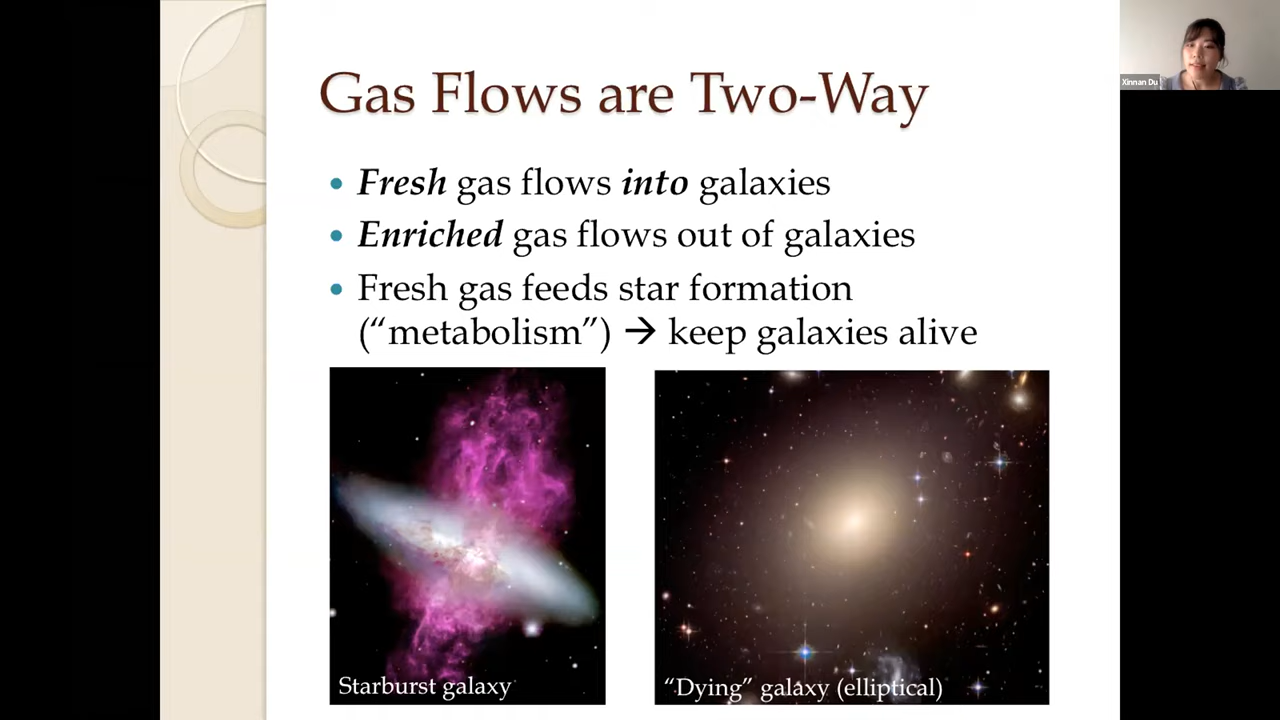 Gas Flows are Two-Way
Xinnan Du
• Fresh gas flows into galaxies
• Enriched gas flows out of galaxies
• Fresh gas feeds star formation
(“metabolism”) → keep galaxies alive
Starburst galaxy
“Dying” galaxy (elliptical)